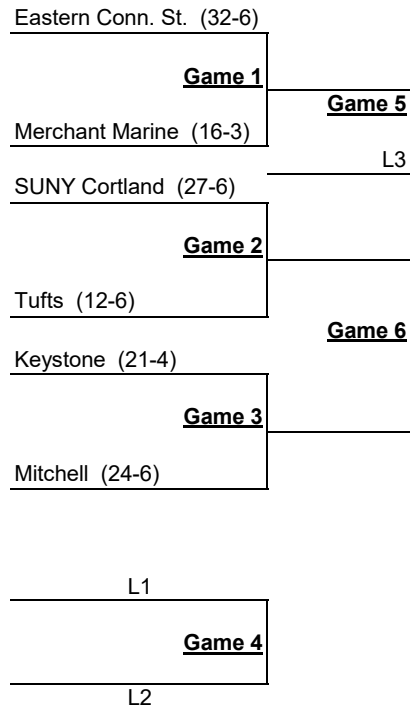 Eastern Conn. St. (32-6)
Game 1
Game 5
Merchant Marine (16-3)
L3
SUNY Cortland (27-6)
Game 2
Tufts (12-6)
Game 6
Keystone (21-4)
Game 3
Mitchell (24-6)
L1
Game 4
L2